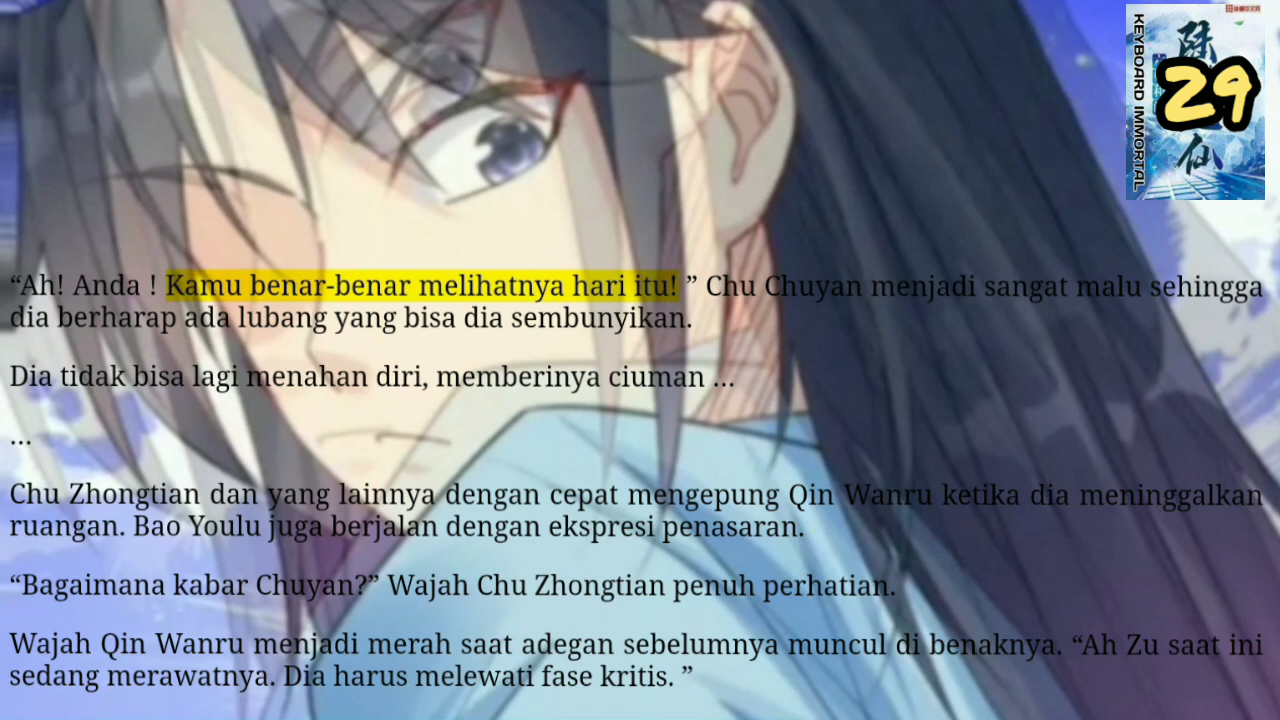 KEYBOARD IMMORTAL
29
仙
“Ah! Anda ! Kamu benar-benar melihatnya hari itu! ” Chu Chuyan menjadi sangat malu sehingga
dia berharap ada lubang yang bisa dia sembunyikan.
Dia tidak bisa lagi menahan diri, memberinya ciuman ...
...
Chu Zhongtian dan yang lainnya dengan cepat mengepung Qin Wanru ketika dia meninggalkan
ruangan. Bao Youlu juga berjalan dengan ekspresi penasaran.
“Bagaimana kabar Chuyan?” Wajah Chu Zhongtian penuh perhatian.
Wajah Qin Wanru menjadi merah saat adegan sebelumnya muncul di benaknya. “Ah Zu saat ini
sedang merawatnya. Dia harus melewati fase kritis. ”